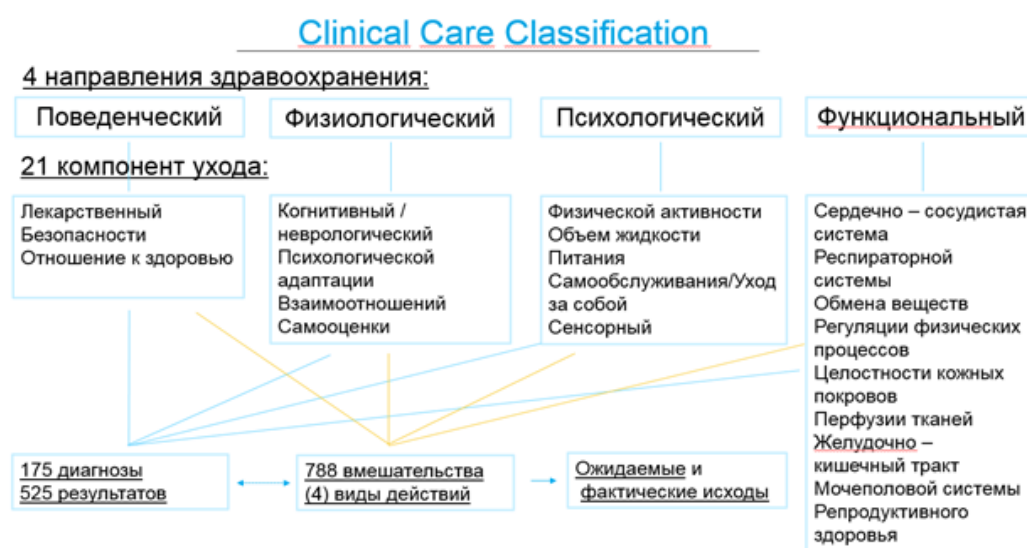 Clinical Care Classification
4 направления здравоохранения:
Поведенческий
Физиологический
Психологический
Функциональный
21 компонент ухода:
Лекарственный
Безопасности
Отношение к здоровью
Когнитивный /
неврологический
Психологической
адаптации
Взаимоотношений
Самооценки
Физической активности
Объем жидкости
Питания
Самообслуживания/Уход
за собой
Сенсорный
Сердечно – сосудистая
система
Респираторной
системы
Обмена веществ
Регуляции физических
процессов
Целостности кожных
покровов
Перфузии тканей
Желудочно –
кишечный тракт
Мочеполовой системы
Репродуктивного
здоровья
175 диагнозы
525 результатов
788 вмешательства
(4) виды действий
Ожидаемые и
фактические исходы